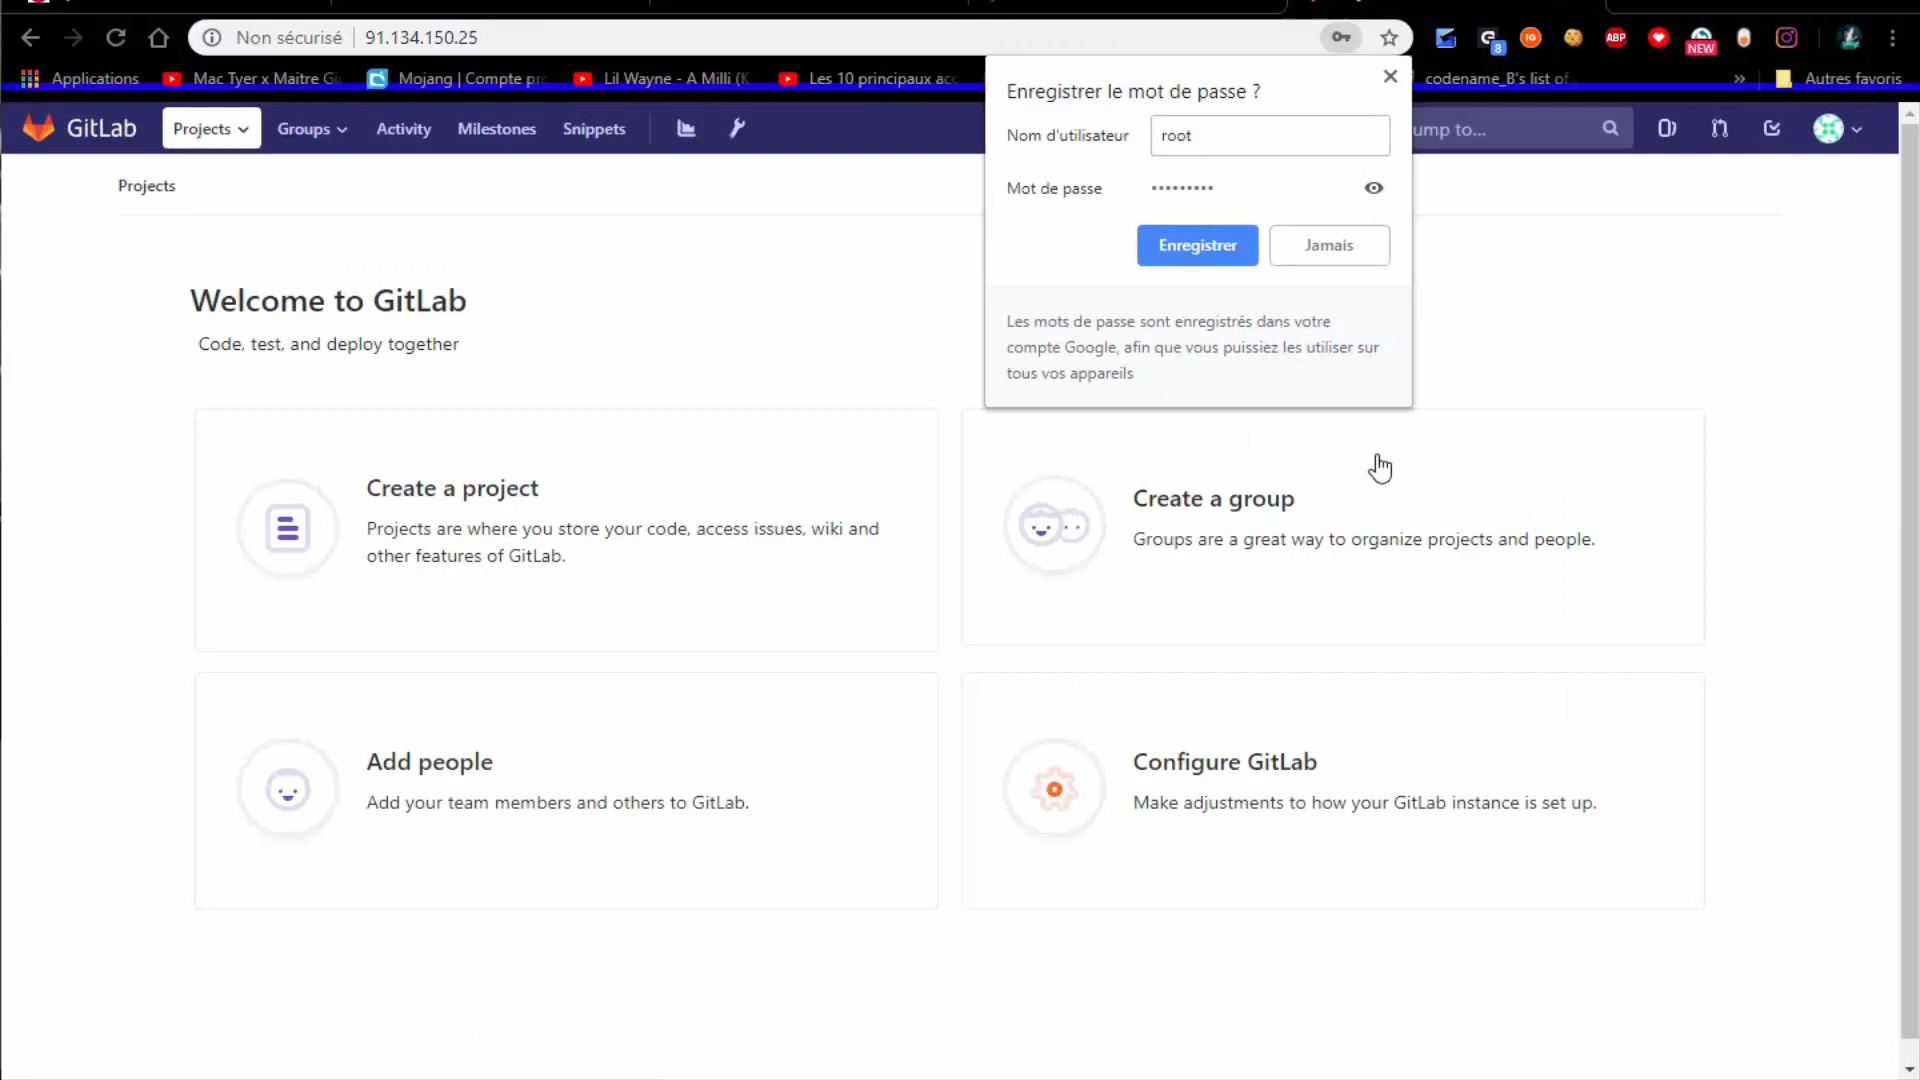 Non sécurisé 91.134.150.25
8
IG
ABP
NEW
Applications Mac Tyer x Maitre Gi Mojang | Compte pr Lil Wayne - A Milli (K Les 10 principaux acc codename_B's list of » Autres favoris
Enregistrer le mot de passe ?
Nom d'utilisateur root
Mot de passe •••••••••
Enregistrer Jamais
Les mots de passe sont enregistrés dans votre
compte Google, afin que vous puissiez les utiliser sur
tous vos appareils
GitLab Projects Groups Activity Milestones Snippets ump to...
Projects
Welcome to GitLab
Code, test, and deploy together
Create a project
Projects are where you store your code, access issues, wiki and
other features of GitLab.
Create a group
Groups are a great way to organize projects and people.
Add people
Add your team members and others to GitLab.
Configure GitLab
Make adjustments to how your GitLab instance is set up.